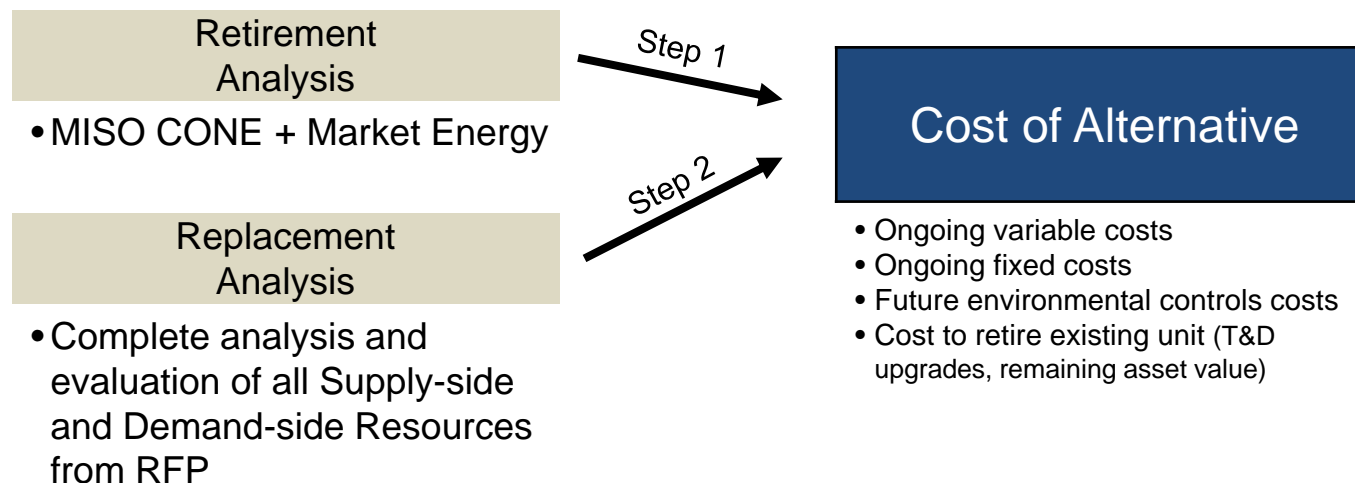 Retirement
Analysis
•MISO CONE + Market Energy
Step 1
Replacement
Analysis
•Complete analysis and
evaluation of all Supply-side
and Demand-side Resources
from RFP
Step 2
Cost of Alternative
• Ongoing variable costs
• Ongoing fixed costs
• Future environmental controls costs
• Cost to retire existing unit (T&D
upgrades, remaining asset value)